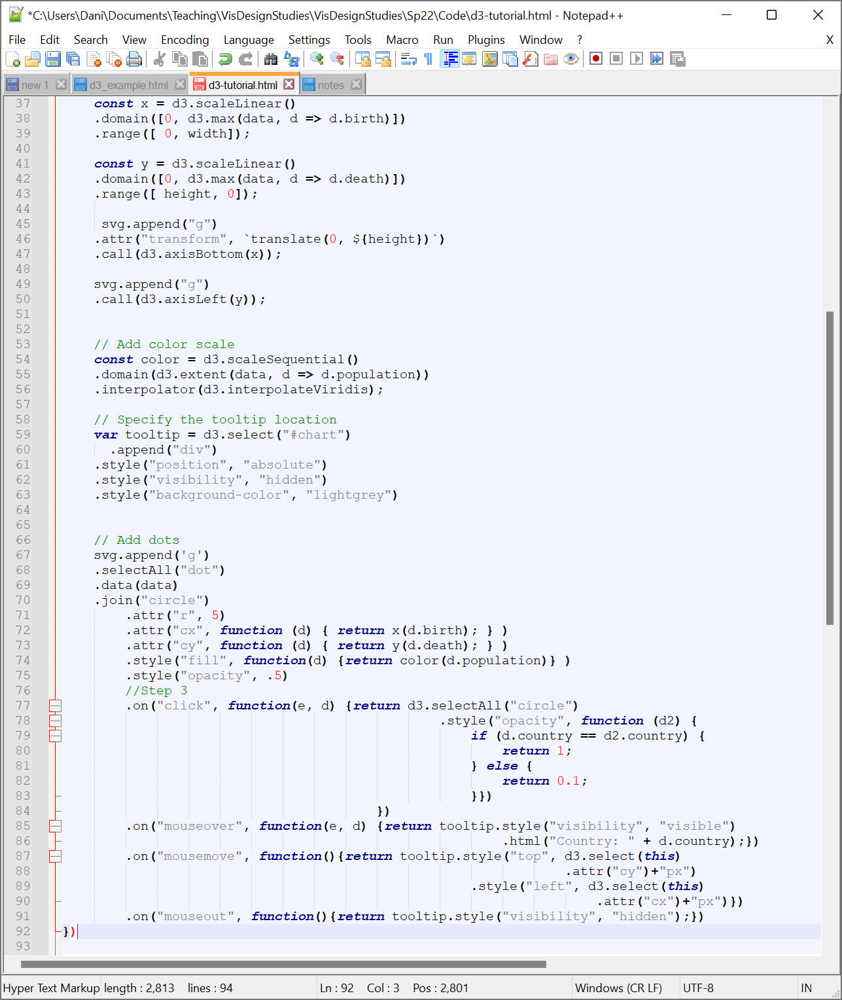 *C:\Users\Dani\Documents\Teaching\VisDesignStudies\VisDesignStudies\Sp22\Code\d3-tutorial.html - Notepad++
File Edit Search View Encoding Language Settings Tools Macro Run Plugins Window ? X
new 1 d3_example.html d3-tutorial.html notes
37 const x = d3.scaleLinear()
38 .domain([0, d3.max(data, d => d.birth)])
39 .range([ 0, width]);
40
41 const y = d3.scaleLinear()
42 .domain([0, d3.max(data, d => d.death)])
43 .range([ height, 0]);
44
45 svg.append("g")
46 .attr("transform", `translate(0, ${height})`)
47 .call(d3.axisBottom(x));
48
49 svg.append("g")
50 .call(d3.axisLeft(y));
51
52
53 // Add color scale
54 const color = d3.scaleSequential()
55 .domain(d3.extent(data, d => d.population))
56 .interpolator(d3.interpolateViridis);
57
58 // Specify the tooltip location
59 var tooltip = d3.select("#chart")
60 .append("div")
61 .style("position", "absolute")
62 .style("visibility", "hidden")
63 .style("background-color", "lightgrey")
64
65
66 // Add dots
67 svg.append('g')
68 .selectAll("dot")
69 .data(data)
70 .join("circle")
71 .attr("r", 5)
72 .attr("cx", function (d) { return x(d.birth); } )
73 .attr("cy", function (d) { return y(d.death); } )
74 .style("fill", function(d) {return color(d.population)} )
75 .style("opacity", .5)
76 //Step 3
77 .on("click", function(e, d) {return d3.selectAll("circle")
78 .style("opacity", function (d2) {
79 if (d.country == d2.country) {
80 return 1;
81 } else {
82 return 0.1;
83 }})
84 })
85 .on("mouseover", function(e, d) {return tooltip.style("visibility", "visible")
86 .html("Country: " + d.country);})
87 .on("mousemove", function(){return tooltip.style("top", d3.select(this)
88 .attr("cy")+"px")
89 .style("left", d3.select(this)
90 .attr("cx")+"px")})
91 .on("mouseout", function(){return tooltip.style("visibility", "hidden");})
92 })
93
Hyper Text Markup length : 2,813 lines : 94 Ln : 92 Col : 3 Pos : 2,801 Windows (CR LF) UTF-8 IN